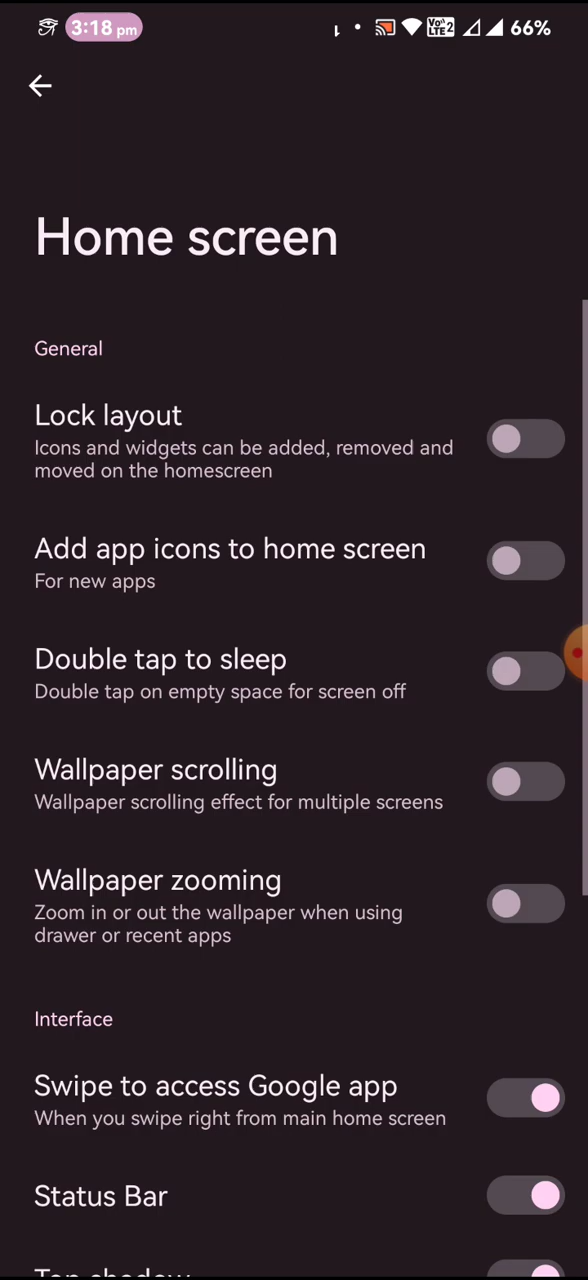 3:18 pm
Vo))
LTE2
66%
Home screen
General
Lock layout
Icons and widgets can be added, removed and
moved on the homescreen
Add app icons to home screen
For new apps
Double tap to sleep
Double tap on empty space for screen off
Wallpaper scrolling
Wallpaper scrolling effect for multiple screens
Wallpaper zooming
Zoom in or out the wallpaper when using
drawer or recent apps
Interface
Swipe to access Google app
When you swipe right from main home screen
Status Bar
Top shadow